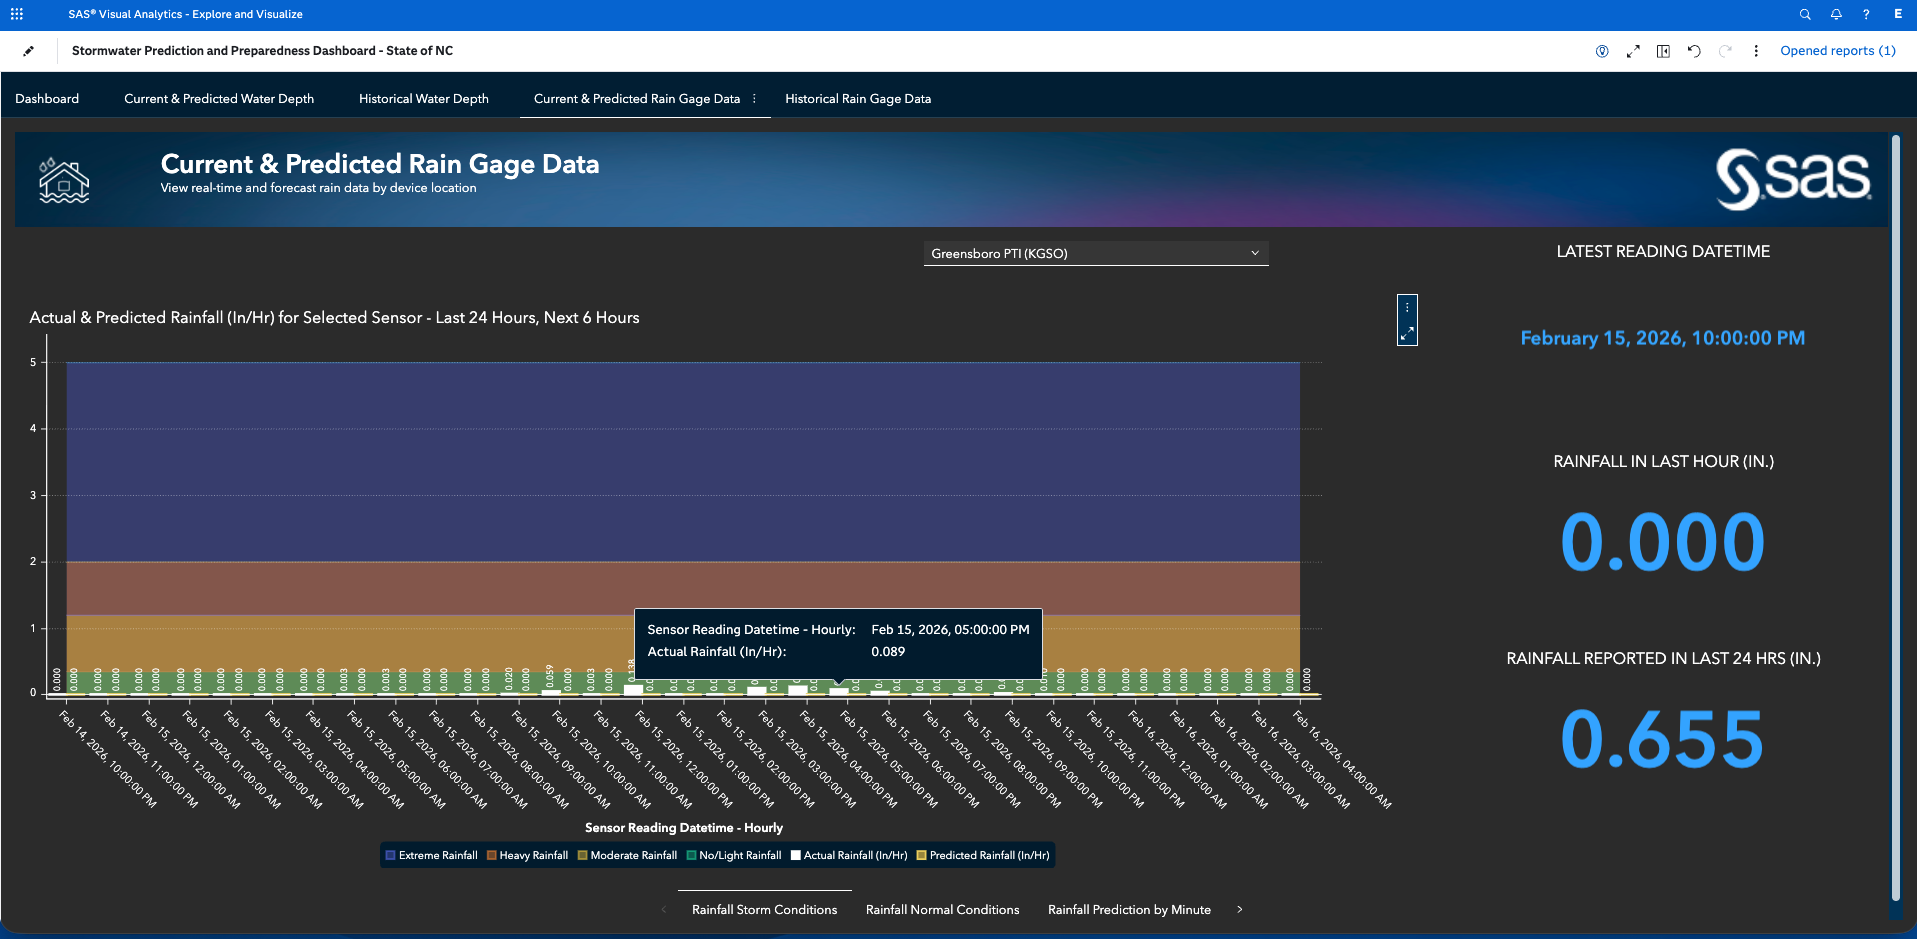 SAS® Visual Analytics - Explore and Visualize
E
Stormwater Prediction and Preparedness Dashboard - State of NC
Opened reports (1)
Dashboard
Current & Predicted Water Depth
Historical Water Depth
Current & Predicted Rain Gage Data
Historical Rain Gage Data
Current & Predicted Rain Gage Data
View real-time and forecast rain data by device location
sas
Greensboro PTI (KGSO)
LATEST READING DATETIME
February 15, 2026, 10:00:00 PM
RAINFALL IN LAST HOUR (IN.)
0.000
RAINFALL REPORTED IN LAST 24 HRS (IN.)
0.655
Actual & Predicted Rainfall (In/Hr) for Selected Sensor - Last 24 Hours, Next 6 Hours
5
4
3
2
1
0
Sensor Reading Datetime - Hourly: Feb 15, 2026, 05:00:00 PM
Actual Rainfall (In/Hr): 0.089
Feb 14, 2026, 10:00:00 PM
Feb 14, 2026, 11:00:00 PM
Feb 15, 2026, 12:00:00 AM
Feb 15, 2026, 01:00:00 AM
Feb 15, 2026, 02:00:00 AM
Feb 15, 2026, 03:00:00 AM
Feb 15, 2026, 04:00:00 AM
Feb 15, 2026, 05:00:00 AM
Feb 15, 2026, 06:00:00 AM
Feb 15, 2026, 07:00:00 AM
Feb 15, 2026, 08:00:00 AM
Feb 15, 2026, 09:00:00 AM
Feb 15, 2026, 10:00:00 AM
Feb 15, 2026, 11:00:00 AM
Feb 15, 2026, 12:00:00 PM
Feb 15, 2026, 01:00:00 PM
Feb 15, 2026, 02:00:00 PM
Feb 15, 2026, 03:00:00 PM
Feb 15, 2026, 04:00:00 PM
Feb 15, 2026, 05:00:00 PM
Feb 15, 2026, 06:00:00 PM
Feb 15, 2026, 07:00:00 PM
Feb 15, 2026, 08:00:00 PM
Feb 15, 2026, 09:00:00 PM
Feb 15, 2026, 10:00:00 PM
Feb 15, 2026, 11:00:00 PM
Feb 16, 2026, 12:00:00 AM
Feb 16, 2026, 01:00:00 AM
Feb 16, 2026, 02:00:00 AM
Feb 16, 2026, 03:00:00 AM
Feb 16, 2026, 04:00:00 AM
Sensor Reading Datetime - Hourly
Extreme Rainfall
Heavy Rainfall
Moderate Rainfall
No/Light Rainfall
Actual Rainfall (In/Hr)
Predicted Rainfall (In/Hr)
Rainfall Storm Conditions
Rainfall Normal Conditions
Rainfall Prediction by Minute